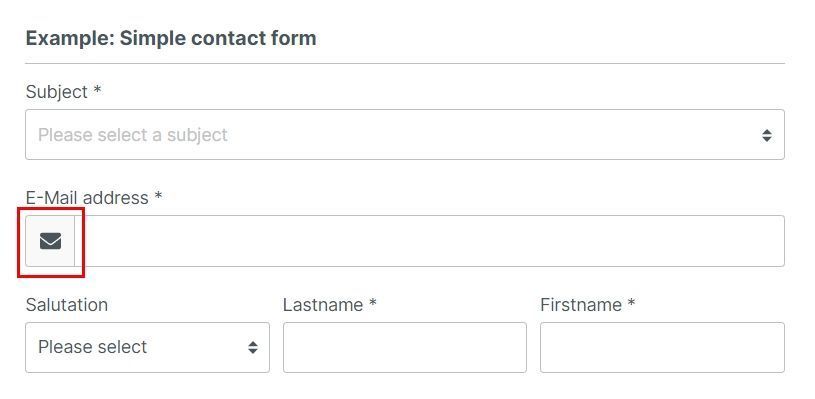 Example: Simple contact form
Subject *
Please select a subject
E-Mail address *
Salutation Lastname * Firstname *
Please select